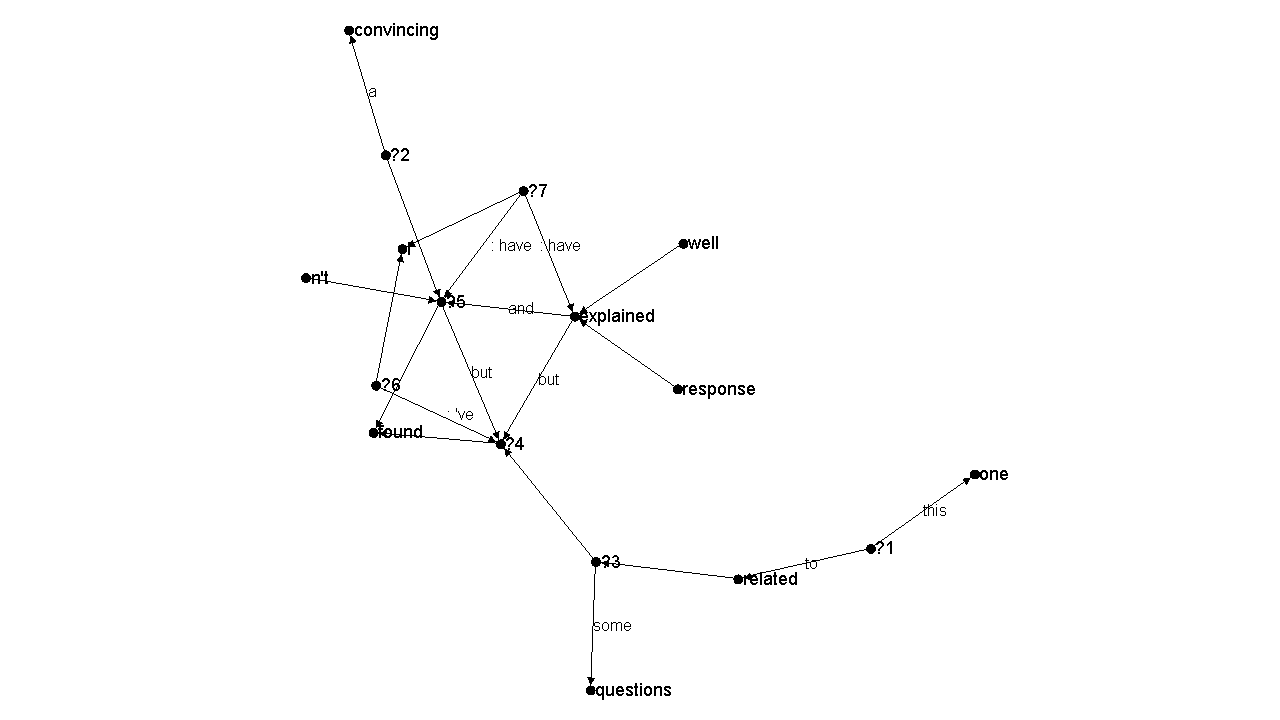 convincing
a
?2
?7
: have : have
well
I
n't
?5
and
explained
but
but
?6
response
: 've
found
?4
one
this
?1
?3
to
related
some
questions